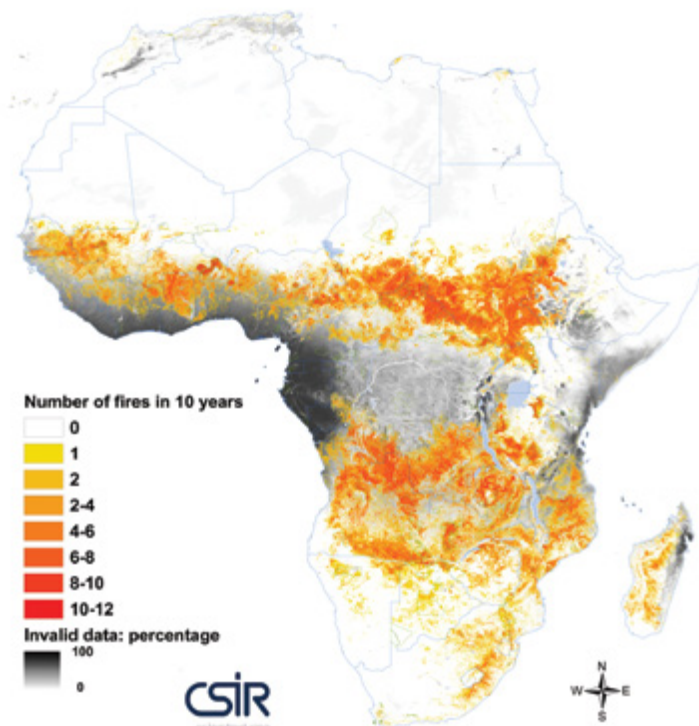 Number of fires in 10 years
0
1
2
2-4
4-6
6-8
8-10
10-12
Invalid data: percentage
100
0
CSIR
N
W E
S